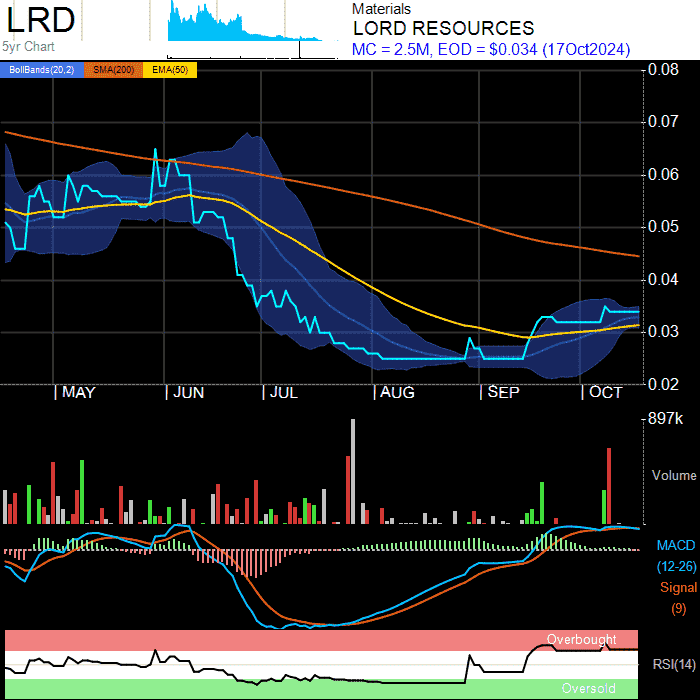 LRD
5yr Chart
Materials
LORD RESOURCES
MC = 2.5M, EOD = $0.034 (17Oct2024)
BollBands(20,2) SMA(200) EMA(50)
0.08
0.07
0.06
0.05
0.04
0.03
0.02
MAY JUN JUL AUG SEP OCT
897k
Volume
MACD
(12-26)
Signal
(9)
Overbought
RSI(14)
Oversold